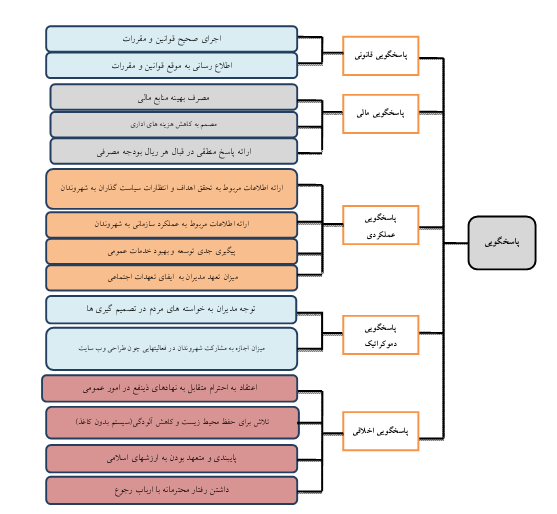 پاسخگویی
پاسخگویی قانونی
اجرای صحیح قوانین و مقررات
اطلاع رسانی به موقع قوانین و مقررات
پاسخگویی مالی
مصرف بهینه منابع مالی
مصمم به کاهش هزینه های اداری
ارائه پاسخ منطقی در قبال هر ریال بودجه مصرفی
پاسخگویی
عملکردی
ارائه اطلاعات مربوط به تحقق اهداف و انتظارات سیاست گذاران به شهروندان
ارائه اطلاعات مربوط به عملکرد سازمانی به شهروندان
پیگیری جدی توسعه و بهبود خدمات عمومی
میزان تعهد مدیران به ایفای تعهدات اجتماعی
پاسخگویی
دموکراتیک
توجه مدیران به خواسته های مردم در تصمیم گیری ها
میزان اجازه به مشارکت شهروندان در فعالیتهایی چون طراحی وب سایت
پاسخگویی اخلاقی
اعتقاد به احترام متقابل به نهادهای ذینفع در امور عمومی
تلاش برای حفظ محیط زیست و کاهش آلودگی(سیستم بدون کاغذ)
پایبندی و متعهد بودن به ارزشهای اسلامی
داشتن رفتار محترمانه با ارباب رجوع